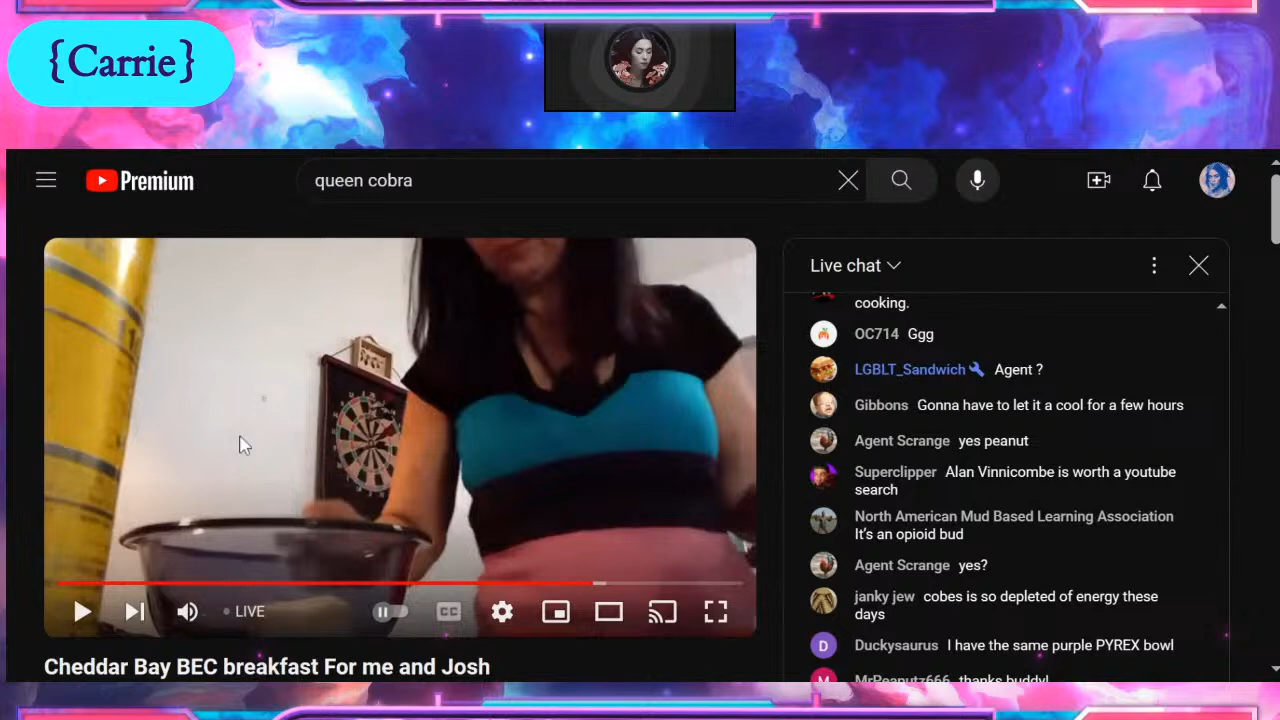 {Carrie}
Premium
queen cobra
Live chat
cooking.
OC714 Ggg
LGBLT_Sandwich Agent ?
Gibbons Gonna have to let it a cool for a few hours
Agent Scrange yes peanut
Superclipper Alan Vinnicombe is worth a youtube
search
North American Mud Based Learning Association
It's an opioid bud
Agent Scrange yes?
janky jew cobes is so depleted of energy these
days
D
Duckysaurus I have the same purple PYREX bowl
MrPeanutz666 thanks buddy!
LIVE
CC
Cheddar Bay BEC breakfast For me and Josh